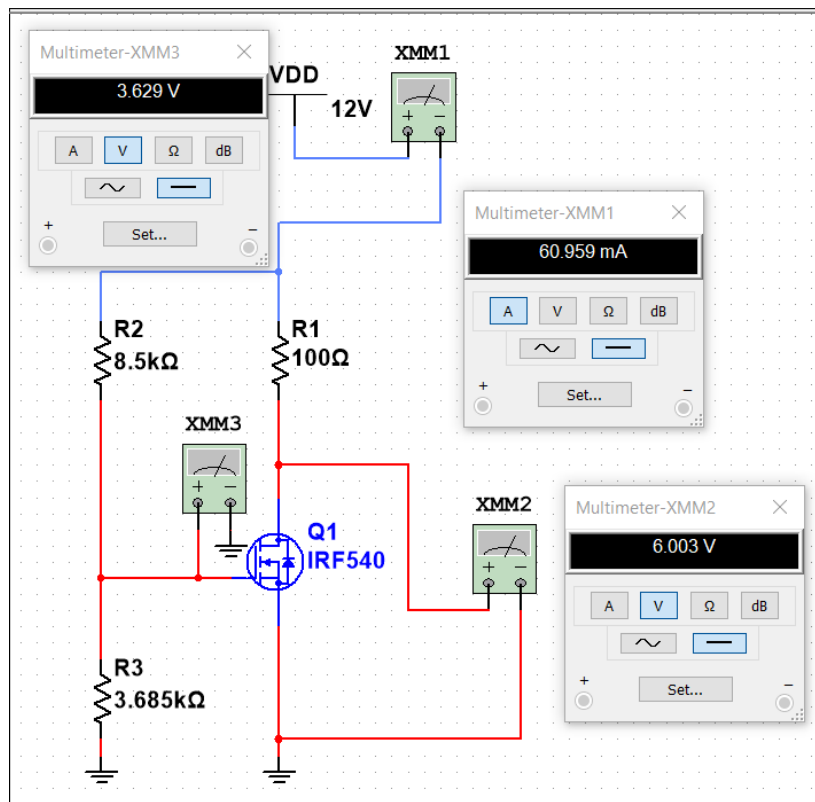 Multimeter-XMM3
3.629 V
A V Ω dB
+ Set... −
VDD
12V
XMM1
+ −
Multimeter-XMM1
60.959 mA
A V Ω dB
+ Set... −
R2
8.5kΩ
R1
100Ω
XMM3
+ −
Q1
IRF540
XMM2
+ −
Multimeter-XMM2
6.003 V
A V Ω dB
+ Set... −
R3
3.685kΩ